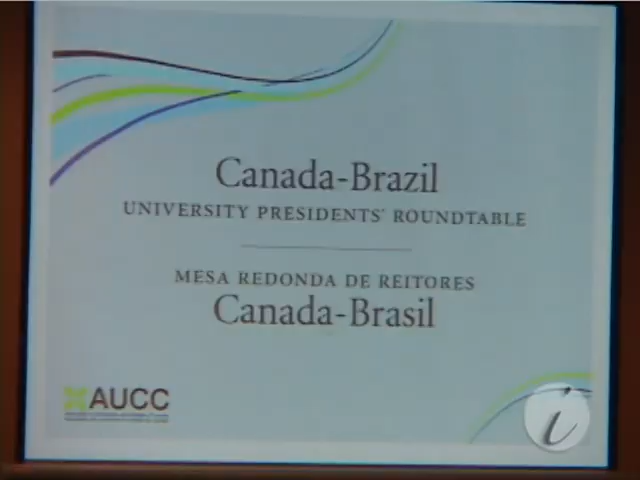 Canada-Brazil
UNIVERSITY PRESIDENTS' ROUNDTABLE
MESA REDONDA DE REITORES
Canada-Brasil
AUCC
i